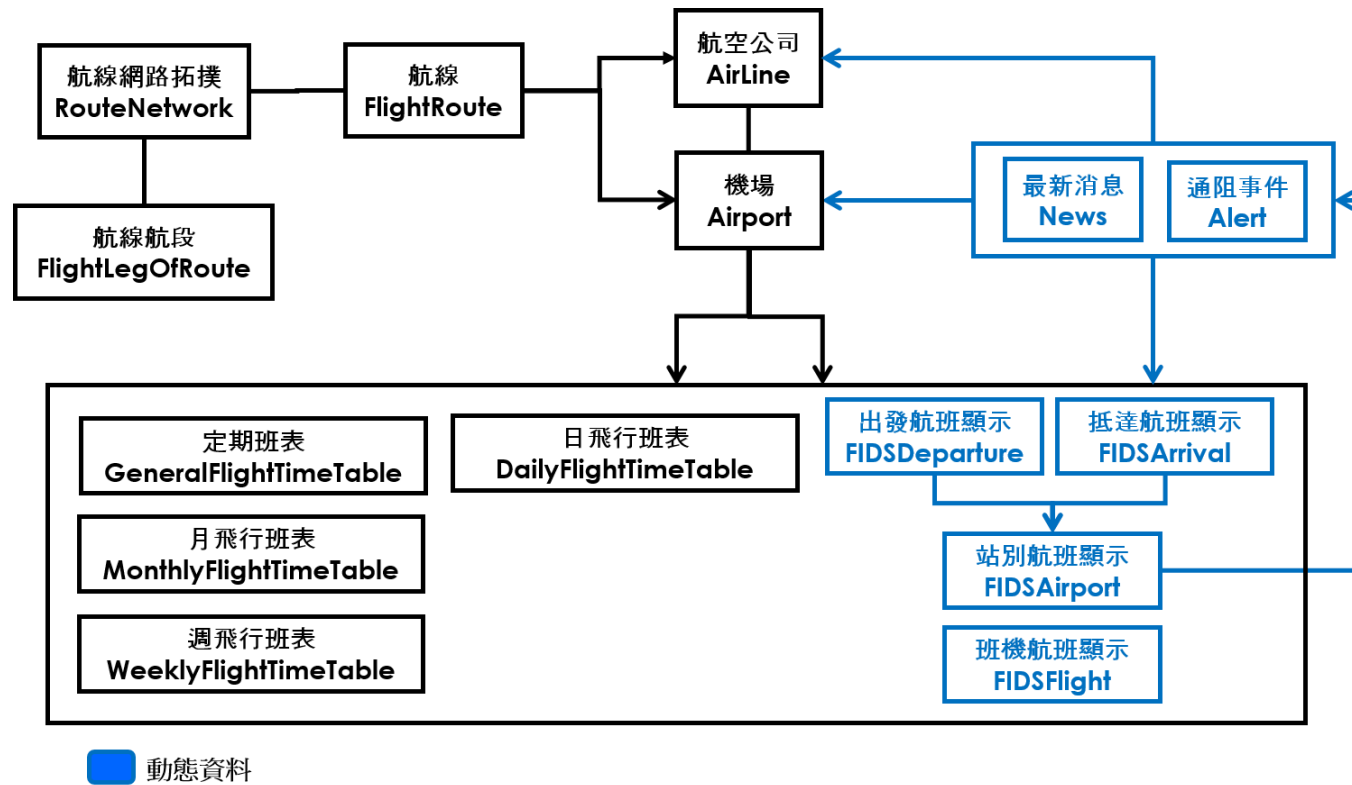 航線網路拓撲
RouteNetwork
航線
FlightRoute
航空公司
AirLine
機場
Airport
最新消息
News
通阻事件
Alert
航線航段
FlightLegOfRoute
定期班表
GeneralFlightTimeTable
日飛行班表
DailyFlightTimeTable
出發航班顯示
FIDSDeparture
抵達航班顯示
FIDSArrival
月飛行班表
MonthlyFlightTimeTable
站別航班顯示
FIDSAirport
週飛行班表
WeeklyFlightTimeTable
班機航班顯示
FIDSFlight
動態資料